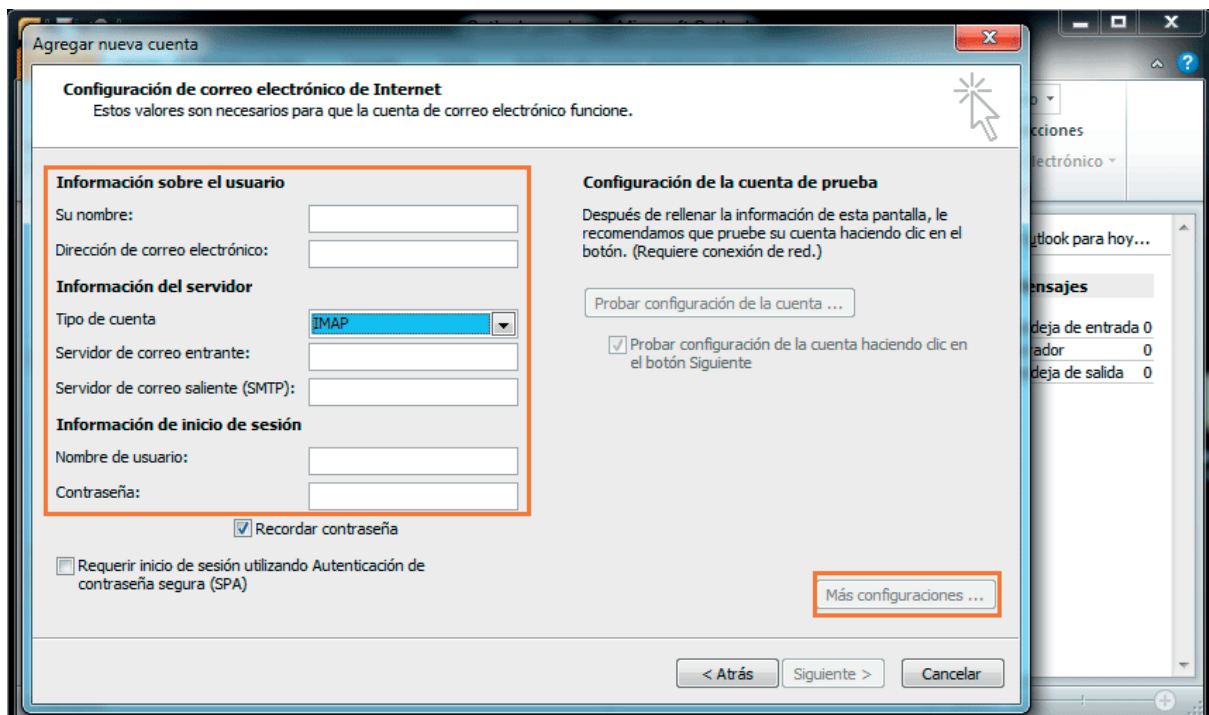 Agregar nueva cuenta
Configuración de correo electrónico de Internet
Estos valores son necesarios para que la cuenta de correo electrónico funcione.
Información sobre el usuario
Su nombre:
Dirección de correo electrónico:
Información del servidor
Tipo de cuenta
IMAP
Servidor de correo entrante:
Servidor de correo saliente (SMTP):
Información de inicio de sesión
Nombre de usuario:
Contraseña:
Recordar contraseña
Requerir inicio de sesión utilizando Autenticación de
contraseña segura (SPA)
Configuración de la cuenta de prueba
Después de rellenar la información de esta pantalla, le
recomendamos que pruebe su cuenta haciendo clic en el
botón. (Requiere conexión de red.)
Probar configuración de la cuenta ...
Probar configuración de la cuenta haciendo clic en
el botón Siguiente
Más configuraciones ...
< Atrás
Siguiente >
Cancelar
cciones
lectrónico
utlook para hoy...
ensajes
deja de entrada 0
rador 0
deja de salida 0